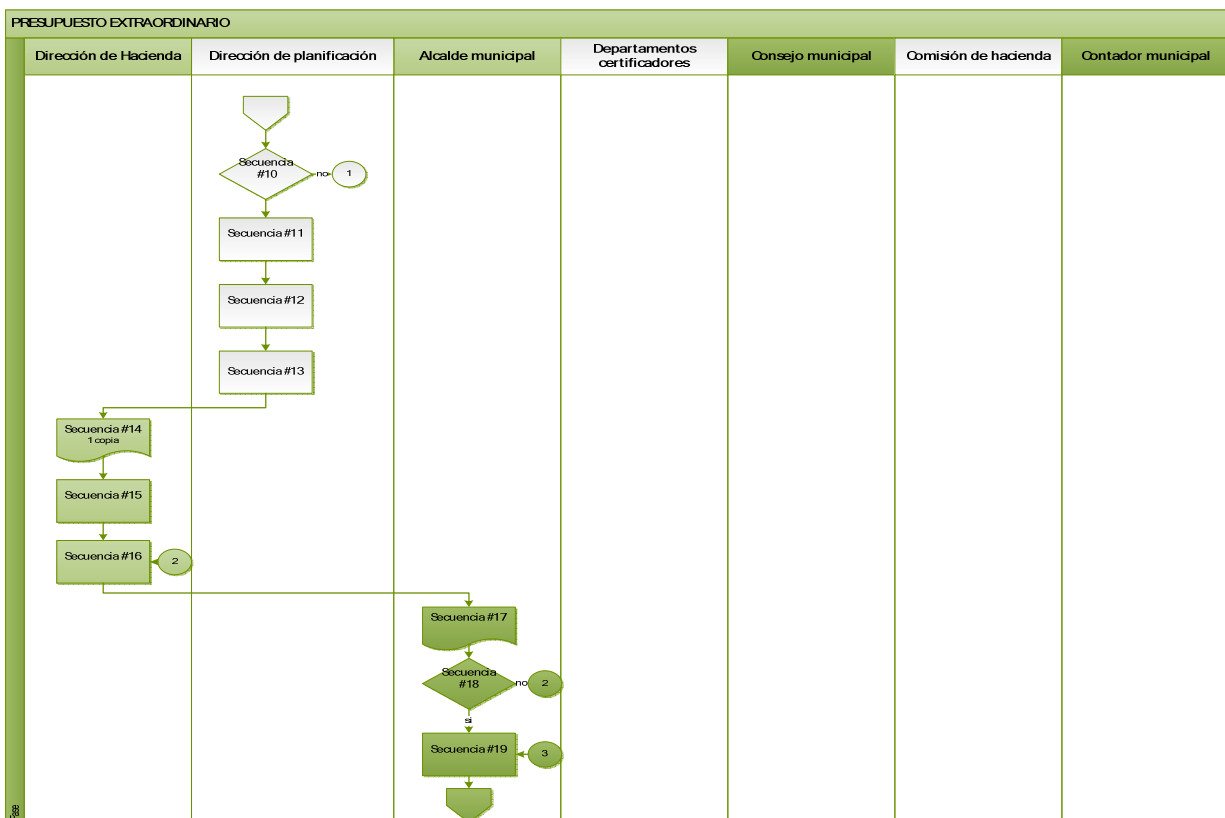 PRESUPUESTO EXTRAORDINARIO
Dirección de Hacienda
Dirección de planificación
Alcalde municipal
Departamentos
certificadores
Consejo municipal
Comisión de hacienda
Contador municipal
Secuencia
#10
no
1
Secuencia #11
Secuencia #12
Secuencia #13
Secuencia #14
1 copia
Secuencia #15
Secuencia #16
2
Secuencia #17
Secuencia
#18
no
2
si
Secuencia #19
3
Fase